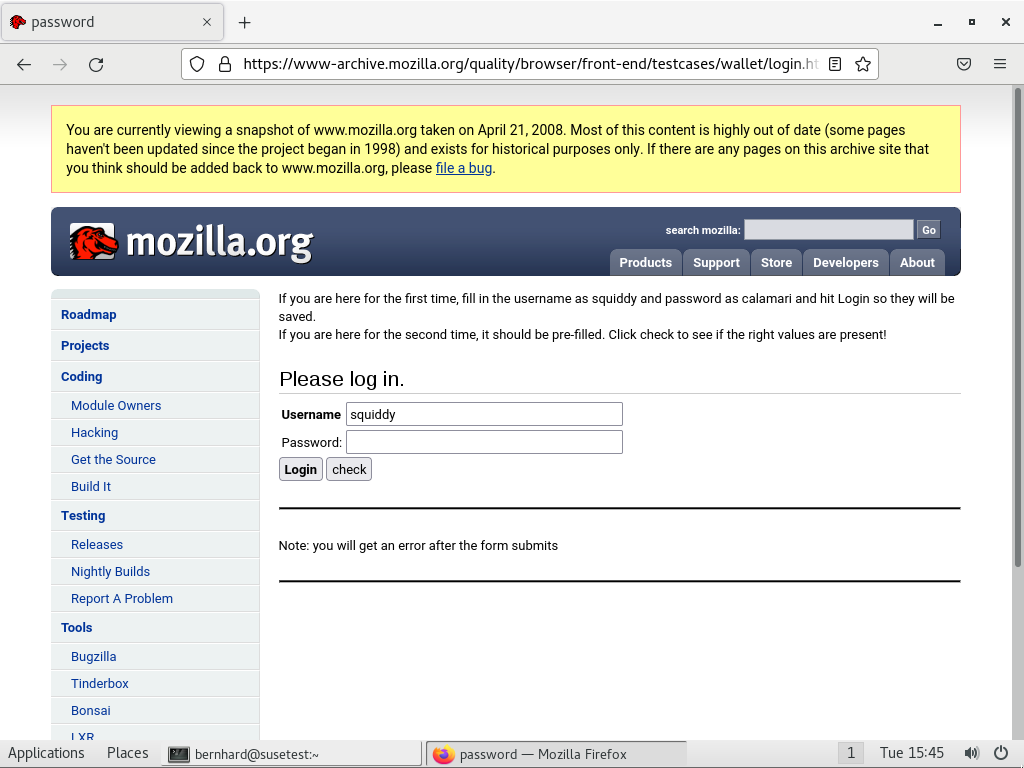 password
https://www-archive.mozilla.org/quality/browser/front-end/testcases/wallet/login.ht
You are currently viewing a snapshot of www.mozilla.org taken on April 21, 2008. Most of this content is highly out of date (some pages
haven't been updated since the project began in 1998) and exists for historical purposes only. If there are any pages on this archive site that
you think should be added back to www.mozilla.org, please file a bug.
mozilla.org
search mozilla: Go
Products Support Store Developers About
Roadmap
Projects
Coding
Module Owners
Hacking
Get the Source
Build It
Testing
Releases
Nightly Builds
Report A Problem
Tools
Bugzilla
Tinderbox
Bonsai
LXR
If you are here for the first time, fill in the username as squiddy and password as calamari and hit Login so they will be
saved.
If you are here for the second time, it should be pre-filled. Click check to see if the right values are present!
Please log in.
Username squiddy
Password:
Login check
Note: you will get an error after the form submits
Applications Places bernhard@susetest:~ password — Mozilla Firefox 1 Tue 15:45